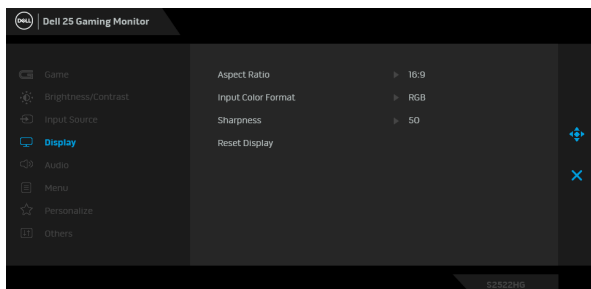 DELL Dell 25 Gaming Monitor
Game
Aspect Ratio 16:9
Brightness/Contrast
Input Color Format RGB
Input Source
Sharpness 50
Display
Reset Display
Audio
Menu
Personalize
Others
S2522HG